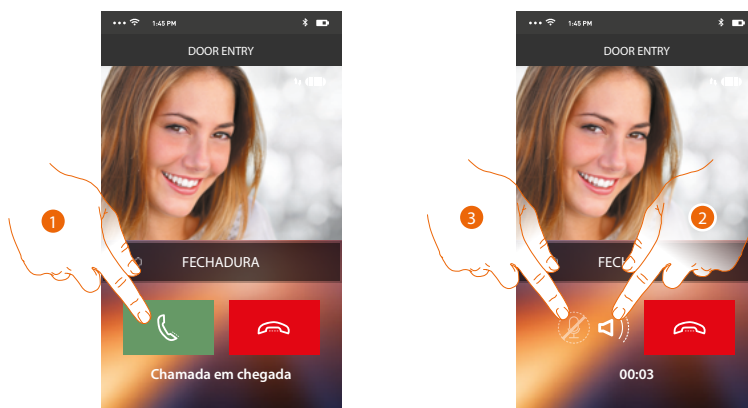 1:45 PM
DOOR ENTRY
1
FECHADURA
Chamada em chegada
1:45 PM
DOOR ENTRY
3
2
FECH
00:03